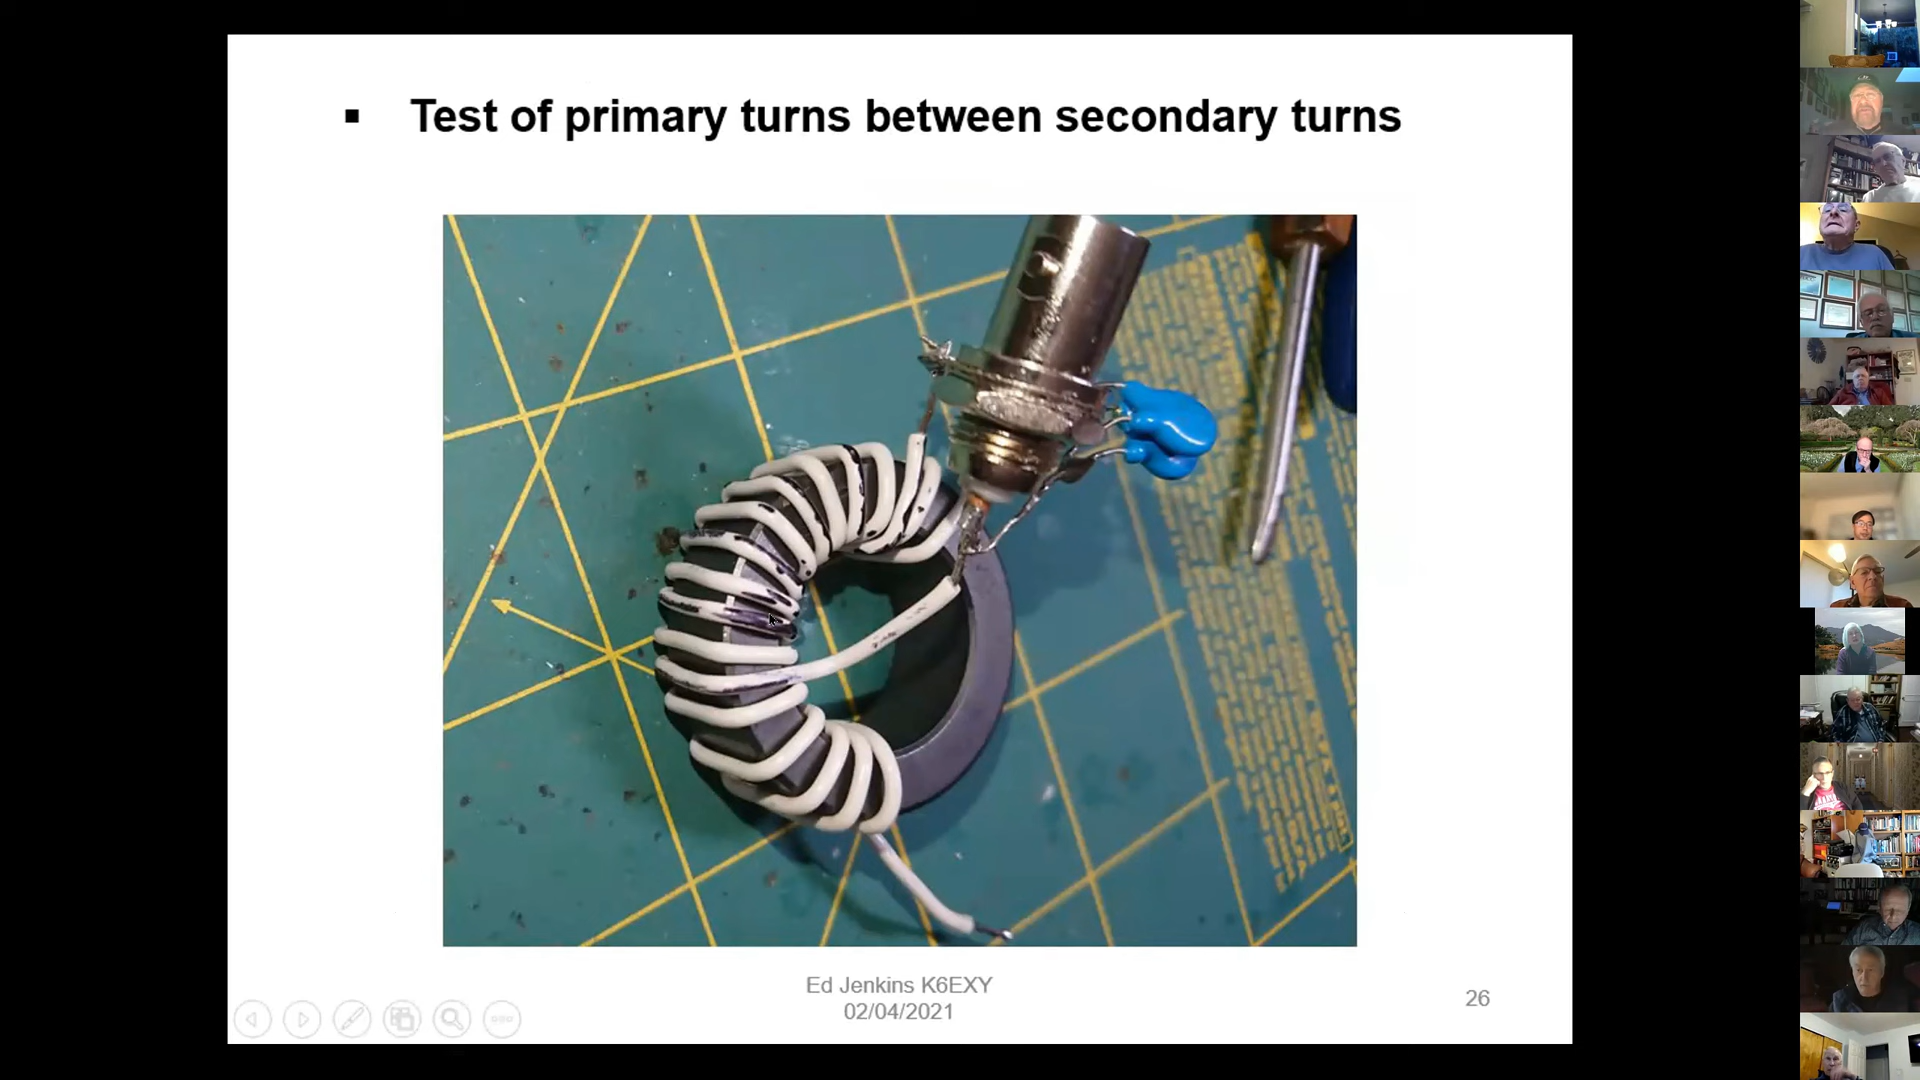 ▪ Test of primary turns between secondary turns
Ed Jenkins K6EXY
02/04/2021
26